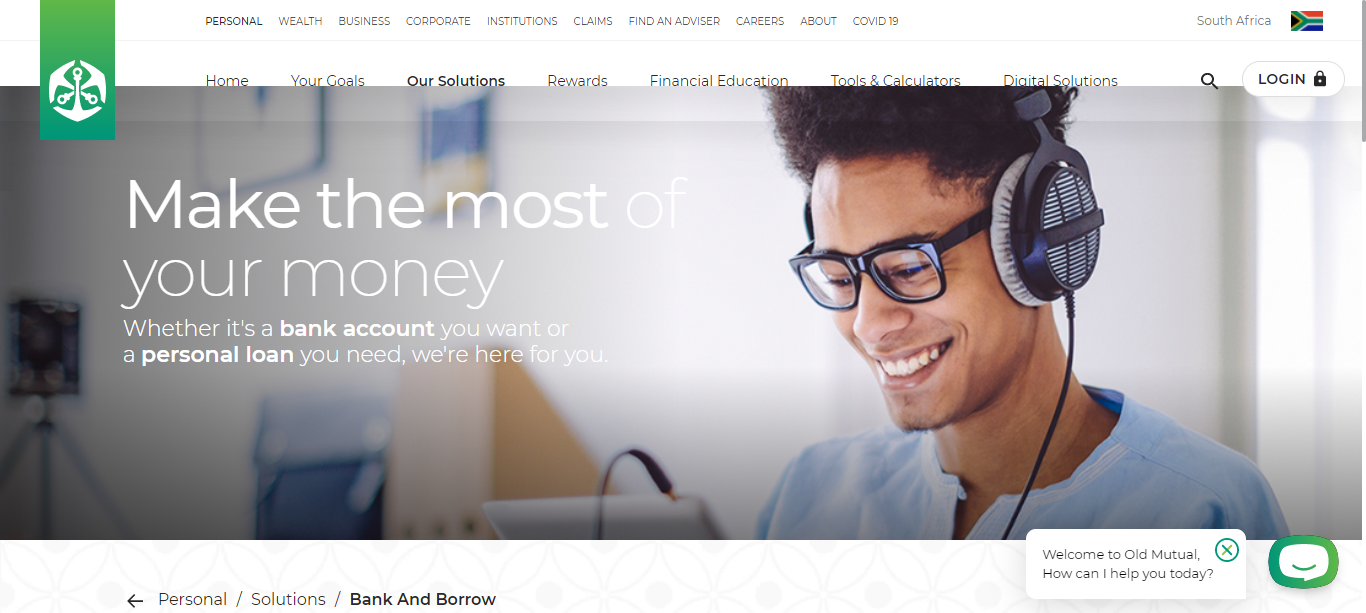 PERSONAL WEALTH BUSINESS CORPORATE INSTITUTIONS CLAIMS FIND AN ADVISER CAREERS ABOUT COVID 19 South Africa
Home Your Goals Our Solutions Rewards Financial Education Tools & Calculators Digital Solutions LOGIN
Make the most of
your money
Whether it's a bank account you want or
a personal loan you need, we're here for you.
Welcome to Old Mutual,
How can I help you today?
Personal / Solutions / Bank And Borrow